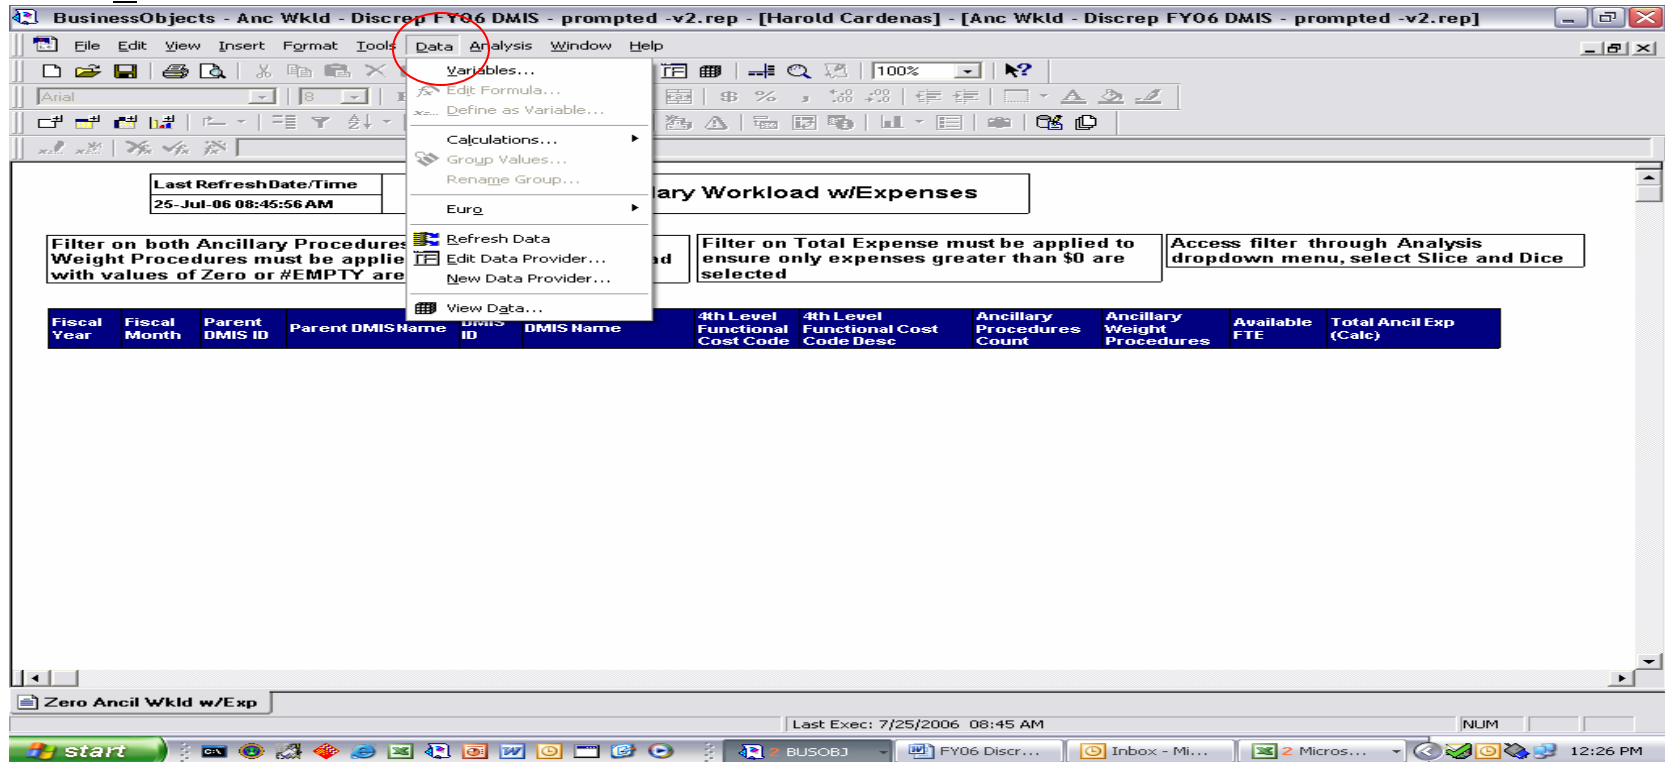 BusinessObjects - Anc Wkld - Discrep FY06 DMIS - prompted -v2.rep - [Harold Cardenas] - [Anc Wkld - Discrep FY06 DMIS - prompted -v2.rep]
File Edit View Insert Format Tools Data Analysis Window Help
100%
Arial 8
Variables...
Edit Formula...
Define as Variable...
Calculations...
Group Values...
Rename Group...
Euro
Refresh Data
Edit Data Provider...
New Data Provider...
View Data...
Last Refresh Date/Time
25-Jul-06 08:45:56 AM
ary Workload w/Expenses
Filter on both Ancillary Procedures
Weight Procedures must be applie d
with values of Zero or #EMPTY are
Filter on Total Expense must be applied to
ensure only expenses greater than $0 are
selected
Access filter through Analysis
dropdown menu, select Slice and Dice
Fiscal Year
Fiscal Month
Parent DMIS ID
Parent DMIS Name
DMIS ID
DMIS Name
4th Level Functional Cost Code
4th Level Functional Cost Code Desc
Ancillary Procedures Count
Ancillary Weight Procedures
Available FTE
Total Ancil Exp (Calc)
Zero Ancil Wkld w/Exp
Last Exec: 7/25/2006 08:45 AM
NUM
start
2 BUSOBJ
FY06 Discr...
Inbox - Mi...
2 Micros...
12:26 PM